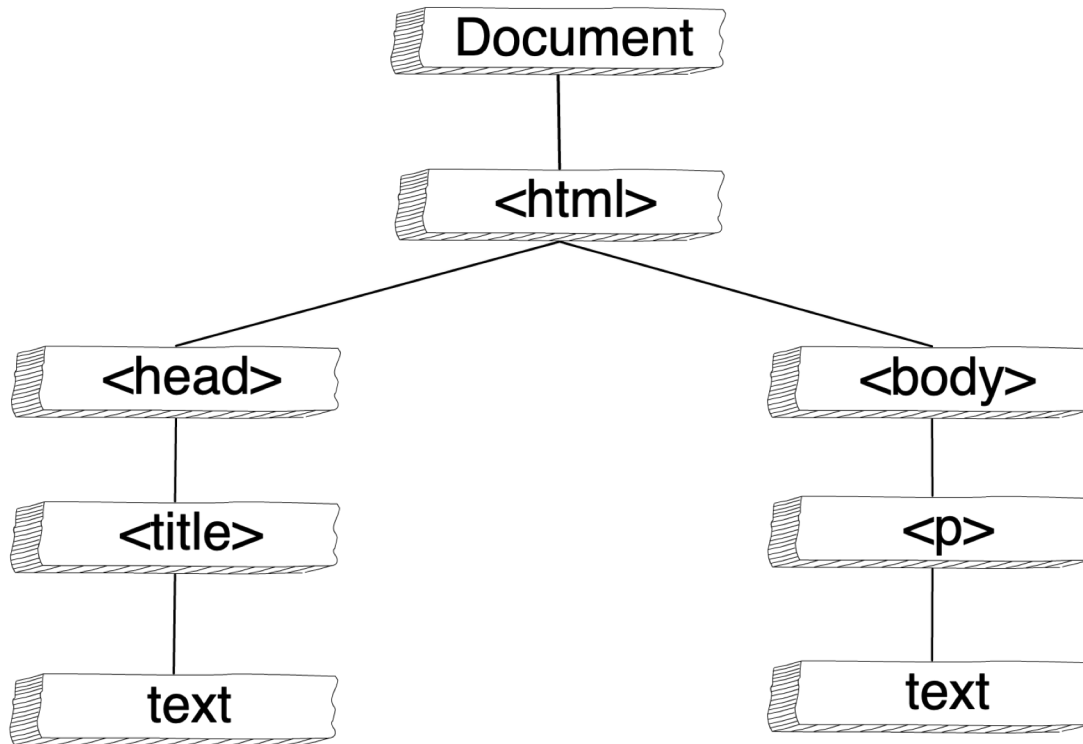 Document
<html>
<head>
<body>
<title>
<p>
text
text